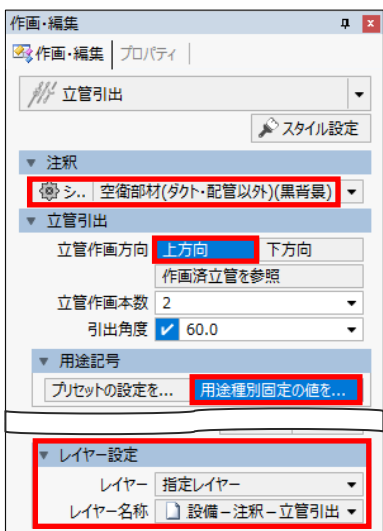 作画・編集
作画・編集 プロパティ
立管引出
スタイル設定
注釈
シ.. 空衛部材(ダクト・配管以外)(黒背景)
立管引出
立管作画方向 上方向 下方向
作画済立管を参照
立管作画本数 2
引出角度 60.0
用途記号
プリセットの設定を... 用途種別固定の値を...
レイヤー設定
レイヤー 指定レイヤー
レイヤー名称 設備-注釈-立管引出